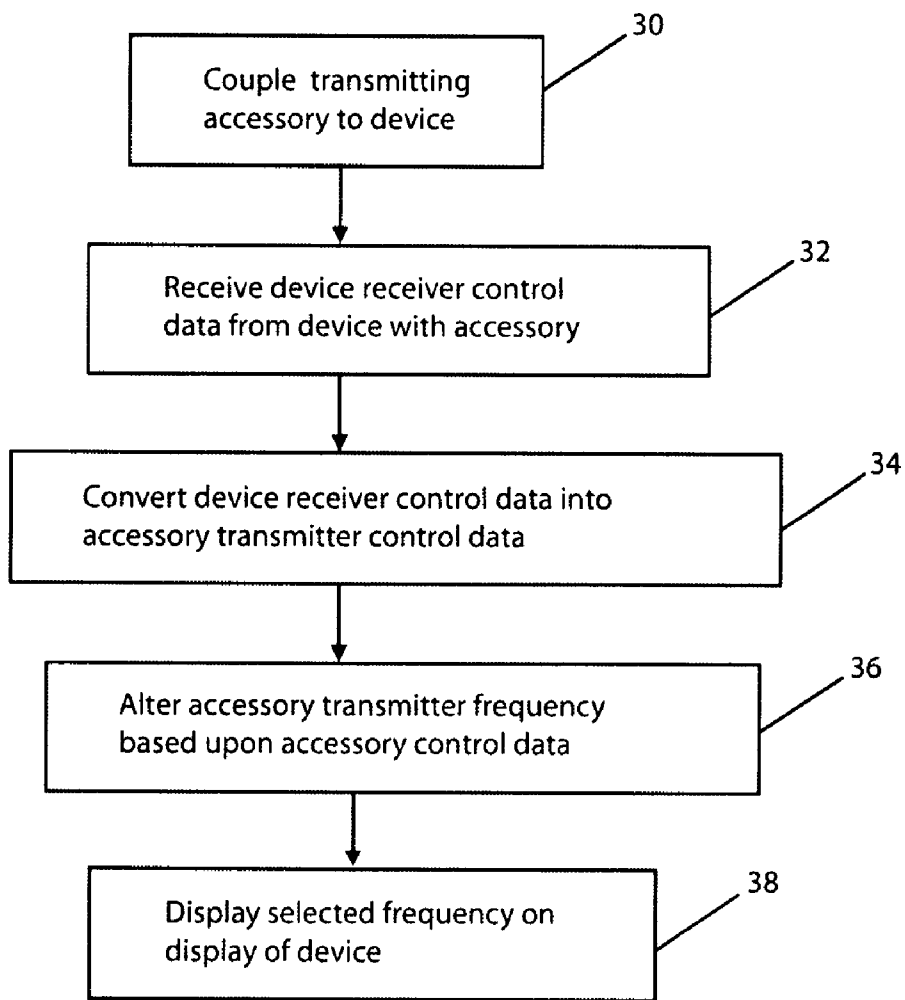 30
Couple transmitting
accessory to device
32
Receive device receiver control
data from device with accessory
34
Convert device receiver control data into
accessory transmitter control data
36
Alter accessory transmitter frequency
based upon accessory control data
38
Display selected frequency on
display of device